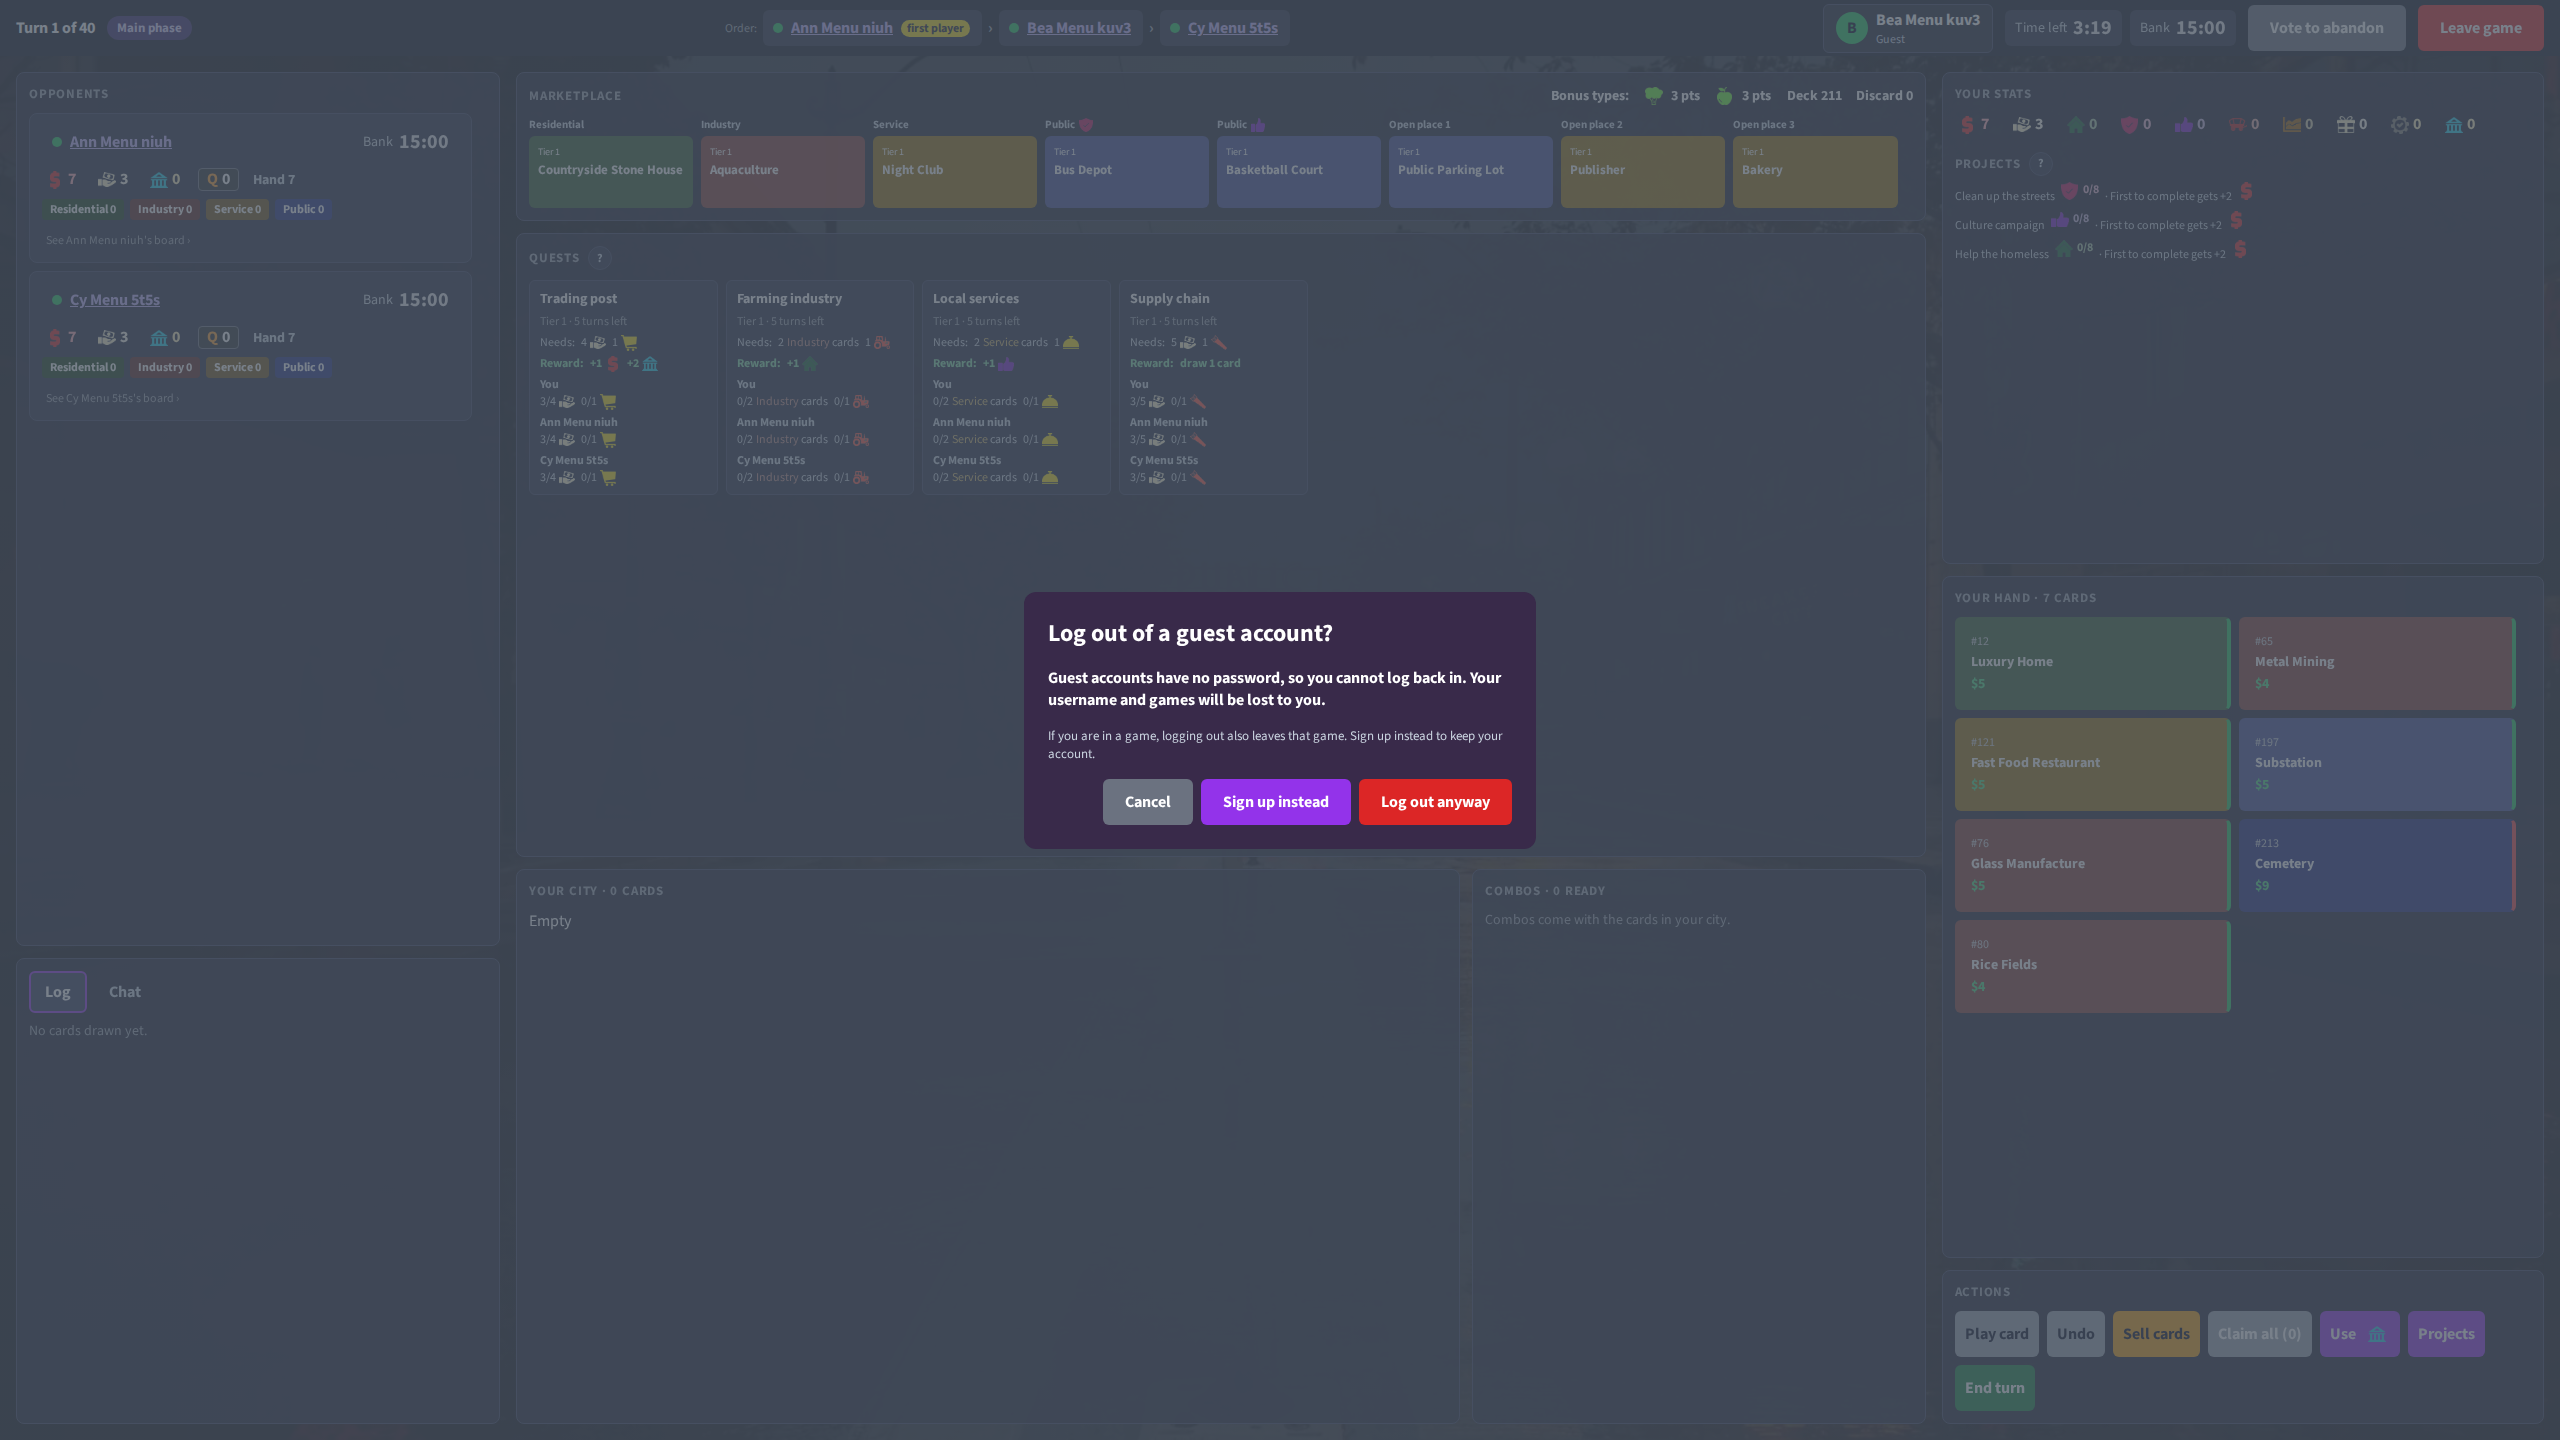 Turn 1 of 40 Main phase
Order: Ann Menu niuh first player › Bea Menu kuv3 › Cy Menu 5t5s
B Bea Menu kuv3
Guest
Time left 3:19 Bank 15:00 Vote to abandon Leave game
OPPONENTS
Ann Menu niuh Bank 15:00
$ 7 3 0 Q 0 Hand 7
Residential 0 Industry 0 Service 0 Public 0
See Ann Menu niuh's board ›
Cy Menu 5t5s Bank 15:00
$ 7 3 0 Q 0 Hand 7
Residential 0 Industry 0 Service 0 Public 0
See Cy Menu 5t5s's board ›
Log Chat
No cards drawn yet.
MARKETPLACE Bonus types: 3 pts 3 pts Deck 211 Discard 0
Residential Industry Service Public Public Open place 1 Open place 2 Open place 3
Tier 1 Tier 1 Tier 1 Tier 1 Tier 1 Tier 1 Tier 1 Tier 1
Countryside Stone House Aquaculture Night Club Bus Depot Basketball Court Public Parking Lot Publisher Bakery
QUESTS ?
Trading post
Tier 1 · 5 turns left
Needs: 4 1
Reward: +1 $ +2
You
3/4 0/1
Ann Menu niuh
3/4 0/1
Cy Menu 5t5s
3/4 0/1
Farming industry
Tier 1 · 5 turns left
Needs: 2 Industry cards 1
Reward: +1
You
0/2 Industry cards 0/1
Ann Menu niuh
0/2 Industry cards 0/1
Cy Menu 5t5s
0/2 Industry cards 0/1
Local services
Tier 1 · 5 turns left
Needs: 2 Service cards 1
Reward: +1
You
0/2 Service cards 0/1
Ann Menu niuh
0/2 Service cards 0/1
Cy Menu 5t5s
0/2 Service cards 0/1
Supply chain
Tier 1 · 5 turns left
Needs: 5 1
Reward: draw 1 card
You
3/5 0/1
Ann Menu niuh
3/5 0/1
Cy Menu 5t5s
3/5 0/1
Log out of a guest account?
Guest accounts have no password, so you cannot log back in. Your
username and games will be lost to you.
If you are in a game, logging out also leaves that game. Sign up instead to keep your
account.
Cancel Sign up instead Log out anyway
YOUR CITY · 0 CARDS
Empty
COMBOS · 0 READY
Combos come with the cards in your city.
YOUR STATS
$ 7 3 0 0 0 0 0 0 0 0
PROJECTS ?
Clean up the streets 0/8 · First to complete gets +2 $
Culture campaign 0/8 · First to complete gets +2 $
Help the homeless 0/8 · First to complete gets +2 $
YOUR HAND · 7 CARDS
#12
Luxury Home
$5
#65
Metal Mining
$4
#121
Fast Food Restaurant
$5
#197
Substation
$5
#76
Glass Manufacture
$5
#213
Cemetery
$9
#80
Rice Fields
$4
ACTIONS
Play card Undo Sell cards Claim all (0) Use Projects
End turn